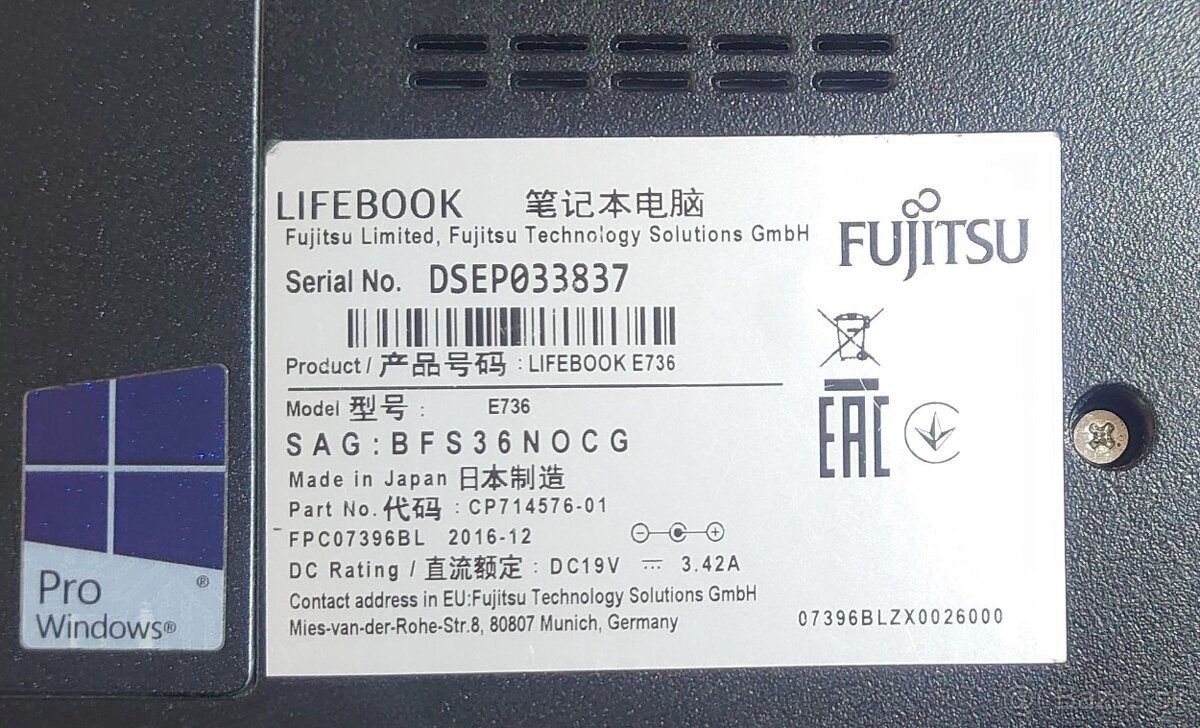 LIFEBOOK 笔记本电脑
Fujitsu Limited, Fujitsu Technology Solutions GmbH
FUJITSU
Serial No. DSEP033837
Product / 产品号码 : LIFEBOOK E736
Model 型号 : E736
EAC
SAG:BFS36NOCG
Made in Japan 日本制造
Part No. 代码 : CP714576-01
FPC07396BL 2016-12
DC Rating / 直流额定 : DC19V ⎓ 3.42A
Contact address in EU:Fujitsu Technology Solutions GmbH
Mies-van-der-Rohe-Str.8, 80807 Munich, Germany
07396BLZX0026000
Pro ®
Windows®